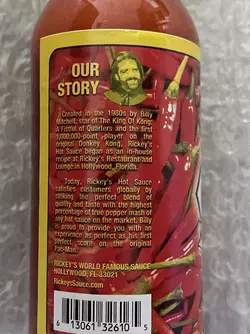 OUR
STORY
Created in the 1980s by Billy
Mitchell, star of The King Of Kong:
A Fistful of Quarters and the first
1,000,000-point player on the
original Donkey Kong, Rickey's
Hot Sauce began as an in-house
recipe at Rickey's Restaurant and
Lounge in Hollywood, Florida.
Today, Rickey's Hot Sauce
satisfies customers globally by
striking the perfect blend of
quality and taste with the highest
percentage of true pepper mash of
any hot sauce on the market. Billy
is proud to provide you with an
experience as perfect as his first
perfect score on the original
Pac-Man.
RICKEY'S WORLD FAMOUS SAUCE
HOLLYWOOD, FL 33021
RickeysSauce.com
6 13061 32610 5